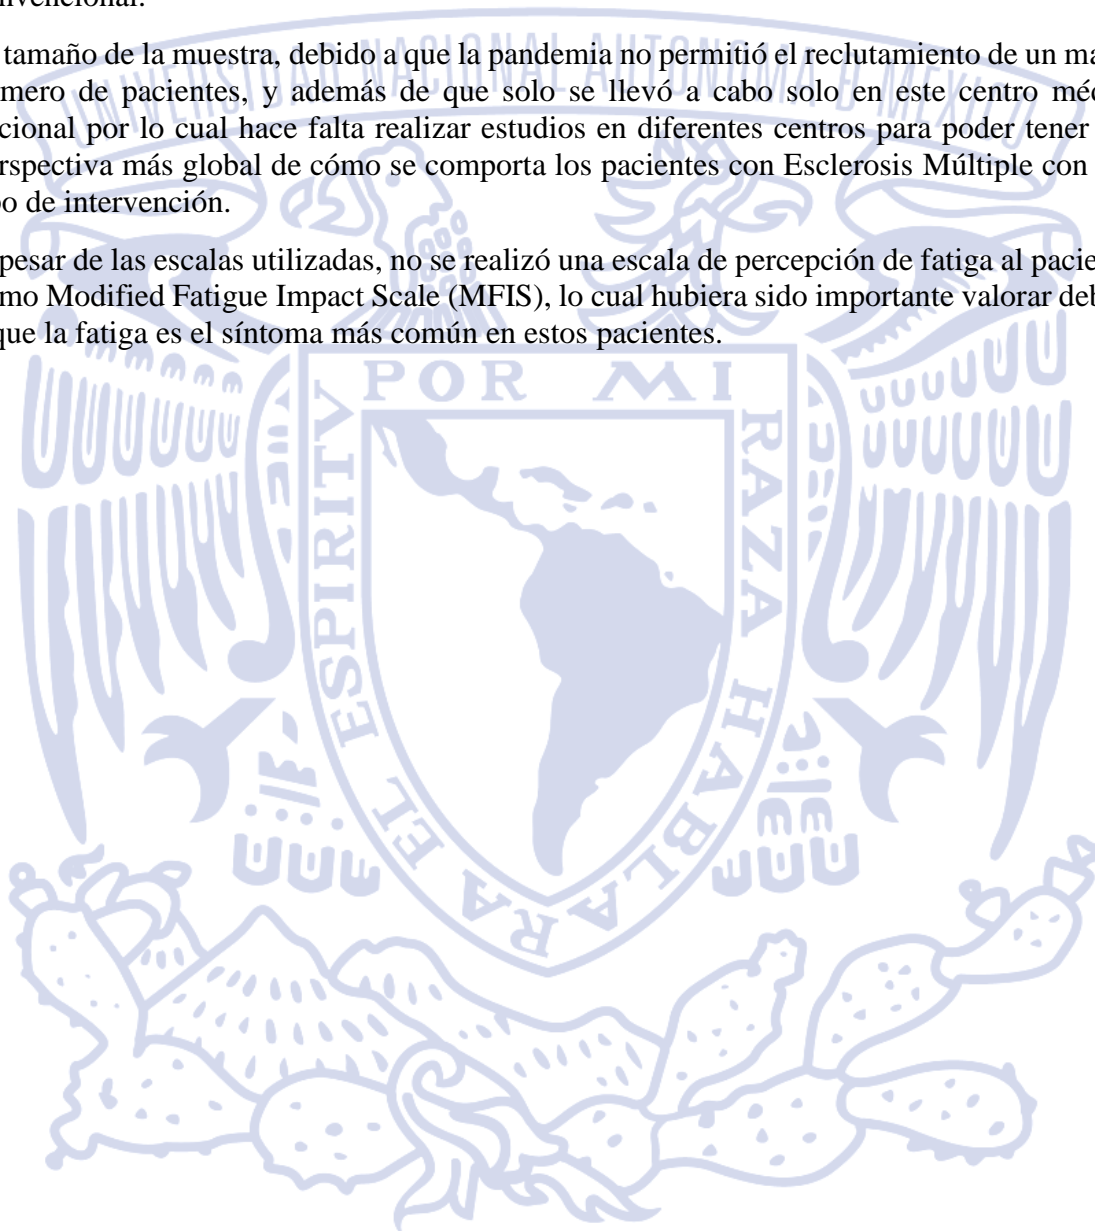 nvencional.
tamaño de la muestra, debido a que la pandemia no permitió el reclutamiento de un ma
mero de pacientes, y además de que solo se llevó a cabo solo en este centro méd
cional por lo cual hace falta realizar estudios en diferentes centros para poder tener
rspectiva más global de cómo se comporta los pacientes con Esclerosis Múltiple con
po de intervención.
pesar de las escalas utilizadas, no se realizó una escala de percepción de fatiga al pacie
mo Modified Fatigue Impact Scale (MFIS), lo cual hubiera sido importante valorar deb
que la fatiga es el síntoma más común en estos pacientes.
UNIVERSIDAD NACIONAL AUTONOMA D MEXICO
POR MI RAZA HABLARA EL ESPIRITV